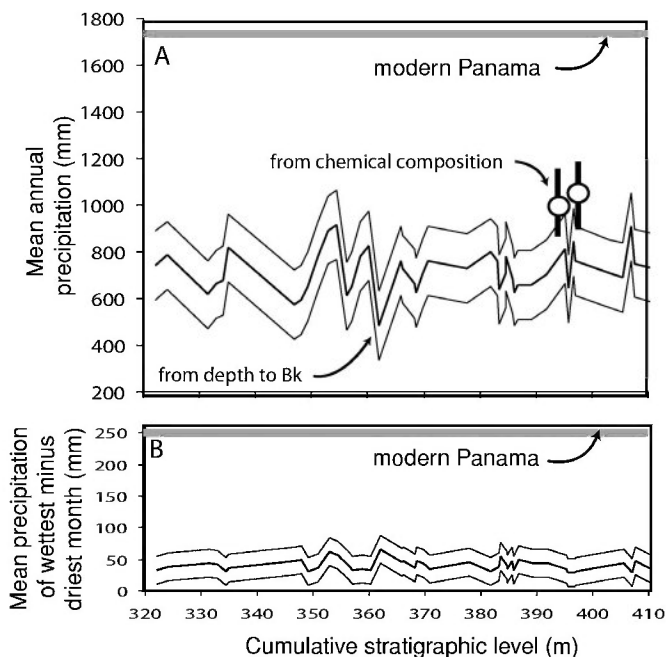 1800
1600
1400
1200
1000
800
600
400
200
Mean annual
precipitation (mm)
A
modern Panama
from chemical composition
from depth to Bk
250
200
150
100
50
0
Mean precipitation
of wettest minus
driest month (mm)
B
modern Panama
320 330 340 350 360 370 380 390 400 410
Cumulative stratigraphic level (m)